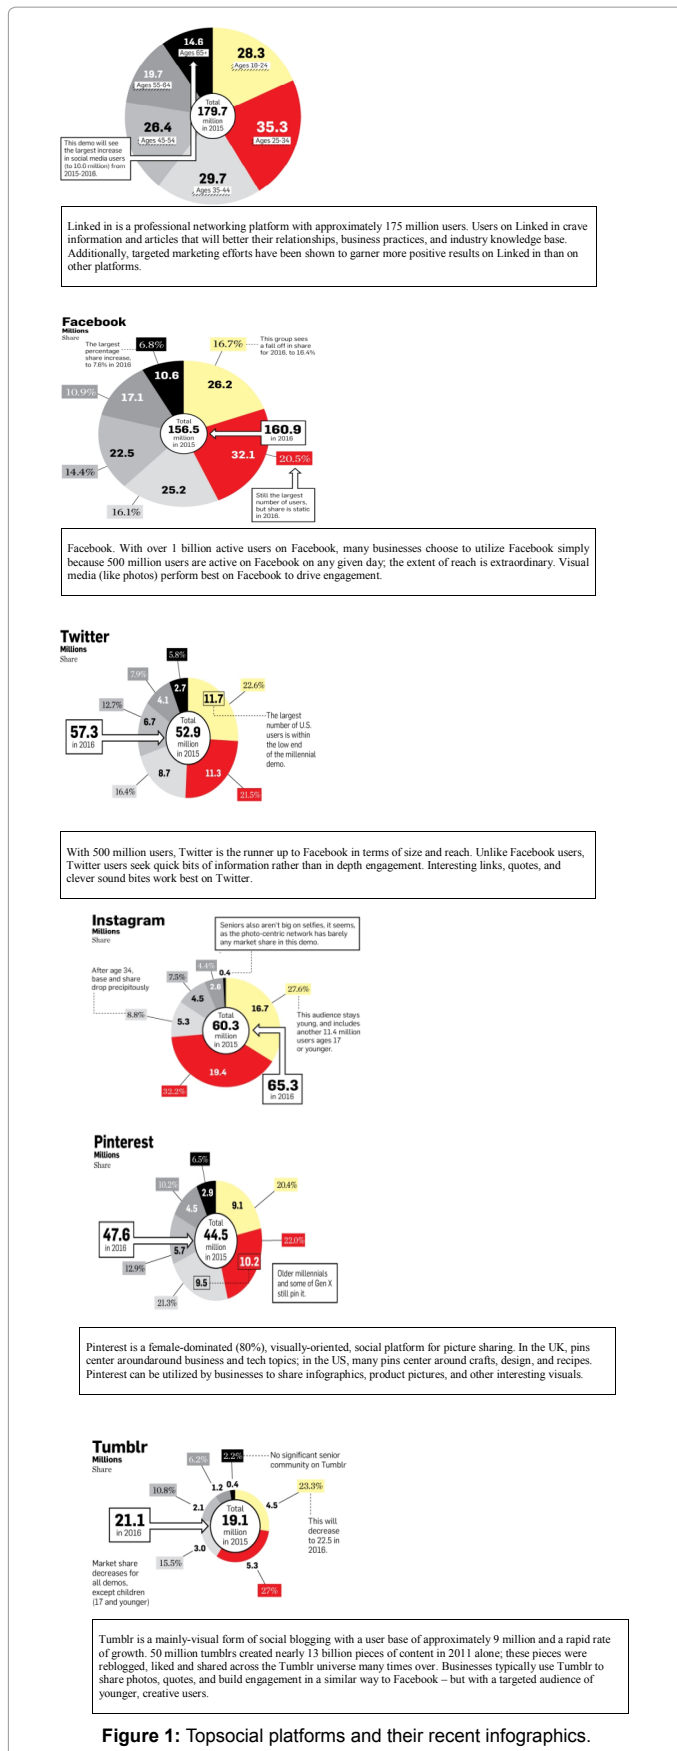 14.6
Ages 65+
28.3
Ages 18-24
19.7
Ages 55-64
Total
179.7
million
in 2015
26.4
Ages 45-54
35.3
Ages 25-34
This demo will see
the largest increase
in social media users
(to 10.0 million) from
2015-2016.
29.7
Ages 35-44
Linked in is a professional networking platform with approximately 175 million users. Users on Linked in crave
information and articles that will better their relationships, business practices, and industry knowledge base.
Additionally, targeted marketing efforts have been shown to garner more positive results on Linked in than on
other platforms.
Facebook
Millions
Share
The largest
percentage
share increase,
to 7.6% in 2016
6.8%
16.7%
This group sees
a fall off in share
for 2016, to 16.4%
10.9%
10.6
17.1
26.2
Total
156.5
million
in 2015
160.9
in 2016
22.5
32.1
20.5%
14.4%
25.2
16.1%
Still the largest
number of users,
but share is static
in 2016.
Facebook. With over 1 billion active users on Facebook, many businesses choose to utilize Facebook simply
because 500 million users are active on Facebook on any given day; the extent of reach is extraordinary. Visual
media (like photos) perform best on Facebook to drive engagement.
Twitter
Millions
Share
5.8%
7.9%
22.6%
2.7
4.1
11.7
12.7%
6.7
57.3
in 2016
Total
52.9
million
in 2015
The largest
number of U.S.
users is within
the low end
of the millennial
demo.
8.7
11.3
16.4%
21.5%
With 500 million users, Twitter is the runner up to Facebook in terms of size and reach. Unlike Facebook users,
Twitter users seek quick bits of information rather than in depth engagement. Interesting links, quotes, and
clever sound bites work best on Twitter.
Instagram
Millions
Share
Seniors also aren't big on selfies, it seems,
as the photo-centric network has barely
any market share in this demo.
After age 34,
base and share
drop precipitously
4.4%
0.4
7.5%
2.6
27.6%
4.5
16.7
8.8%
5.3
Total
60.3
million
in 2015
This audience stays
young, and includes
another 11.4 million
users ages 17
or younger.
19.4
32.2%
65.3
in 2016
Pinterest
Millions
Share
6.5%
10.2%
20.4%
2.9
4.5
9.1
47.6
in 2016
Total
44.5
million
in 2015
22.0%
5.7
12.9%
10.2
9.5
21.3%
Older millennials
and some of Gen X
still pin it.
Pinterest is a female-dominated (80%), visually-oriented, social platform for picture sharing. In the UK, pins
center aroundaround business and tech topics; in the US, many pins center around crafts, design, and recipes.
Pinterest can be utilized by businesses to share infographics, product pictures, and other interesting visuals.
Tumblr
Millions
Share
6.2%
2.2%
No significant senior
community on Tumblr
10.8%
1.2
0.4
23.3%
2.1
4.5
21.1
in 2016
Total
19.1
million
in 2015
This will
decrease
to 22.5 in
2016.
3.0
15.5%
5.3
27%
Market share
decreases for
all demos,
except children
(17 and younger)
Tumblr is a mainly-visual form of social blogging with a user base of approximately 9 million and a rapid rate
of growth. 50 million tumblrs created nearly 13 billion pieces of content in 2011 alone; these pieces were
reblogged, liked and shared across the Tumblr universe many times over. Businesses typically use Tumblr to
share photos, quotes, and build engagement in a similar way to Facebook – but with a targeted audience of
younger, creative users.
Figure 1: Topsocial platforms and their recent infographics.